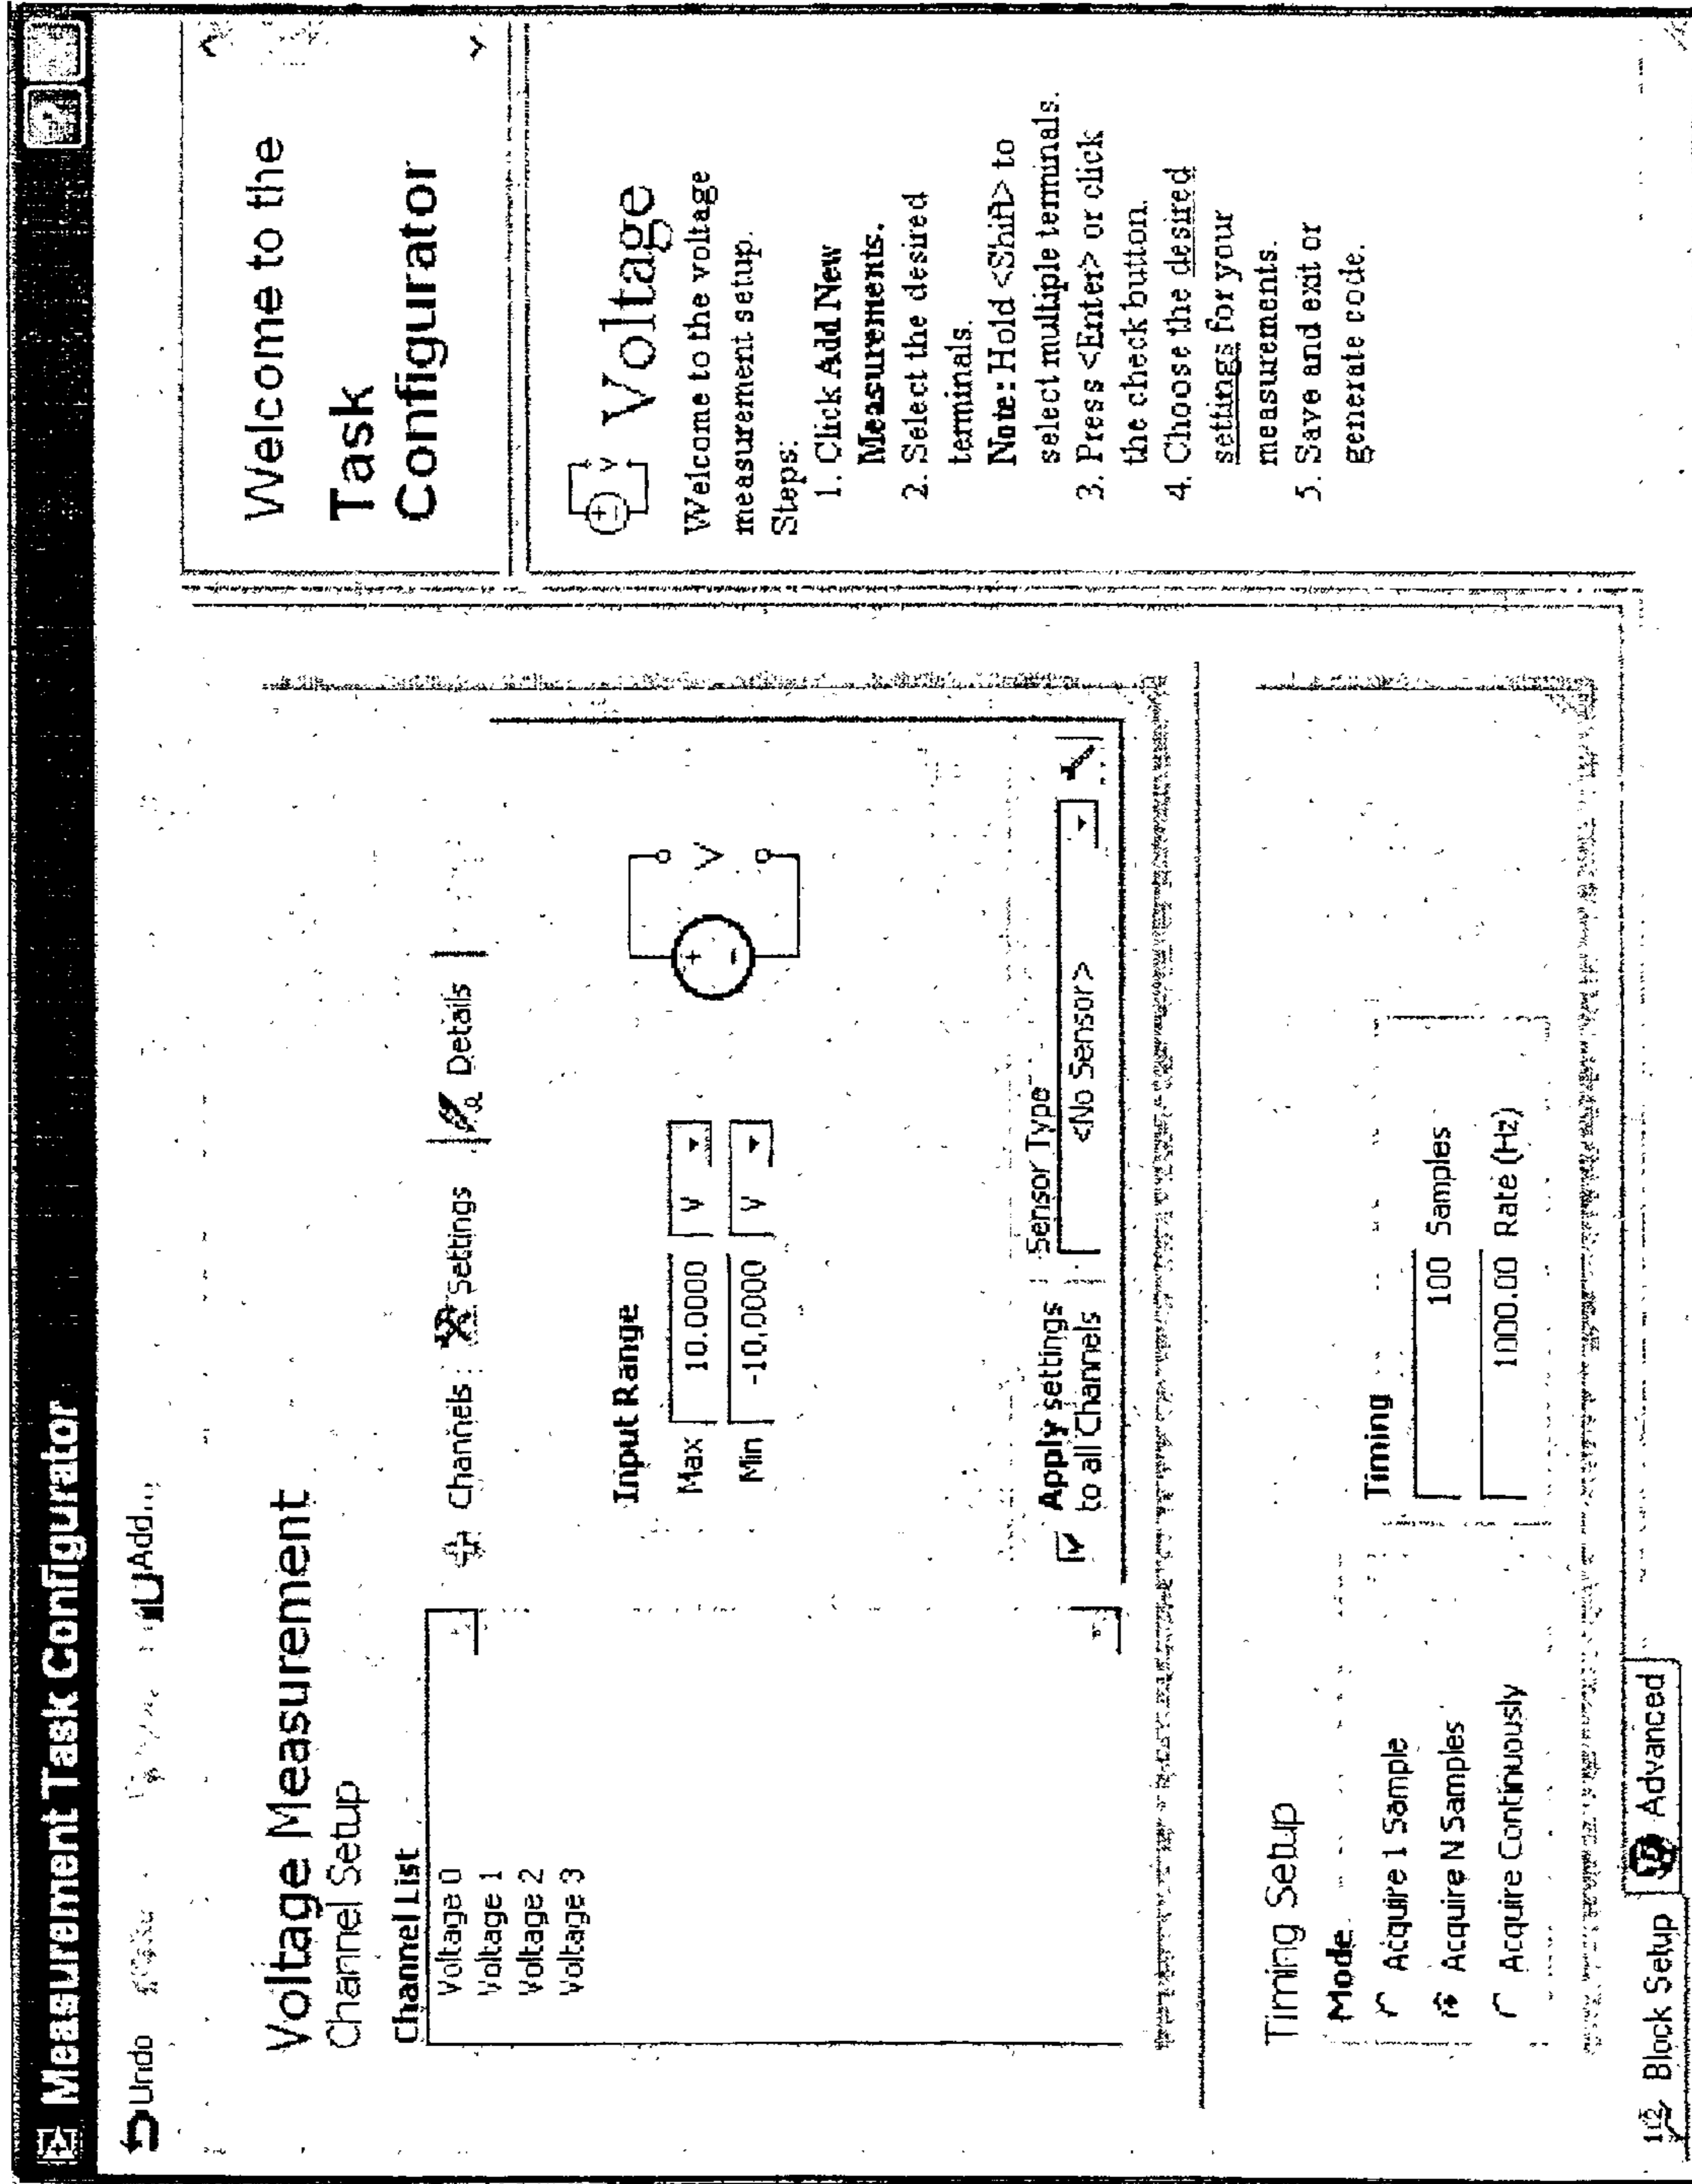 Measurement Task Configurator
Undo
Add...
Voltage Measurement
Channel Setup
Channel List
Voltage 0
Voltage 1
Voltage 2
Voltage 3
Channels
Settings
Details
Input Range
Max 10.0000 V
Min -10.0000 V
V
Apply settings
to all Channels
Sensor Type
<No Sensor>
Timing Setup
Mode
Acquire 1 Sample
Acquire N Samples
Acquire Continuously
Timing
100 Samples
1000.00 Rate (Hz)
Block Setup
Advanced
Welcome to the
Task
Configurator
V Voltage
Welcome to the voltage
measurement setup.
Steps:
1. Click Add New
Measurements.
2. Select the desired
terminals.
Note: Hold <Shift> to
select multiple terminals.
3. Press <Enter> or click
the check button.
4. Choose the desired
settings for your
measurements.
5. Save and exit or
generate code.